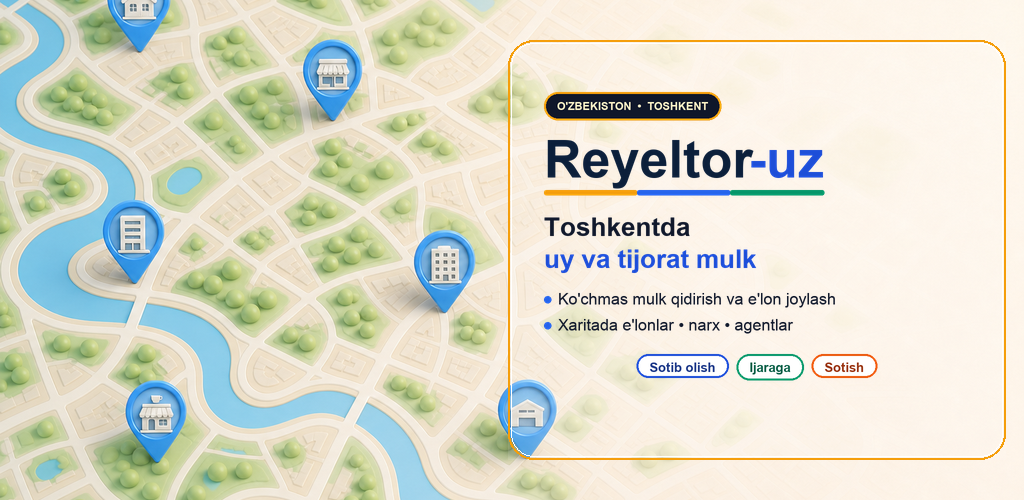 O'ZBEKISTON • TOSHKENT
Reyeltor-uz
Toshkentda
uy va tijorat mulk
• Ko'chmas mulk qidirish va e'lon joylash
• Xaritada e'lonlar • narx • agentlar
Sotib olish Ijaraga Sotish